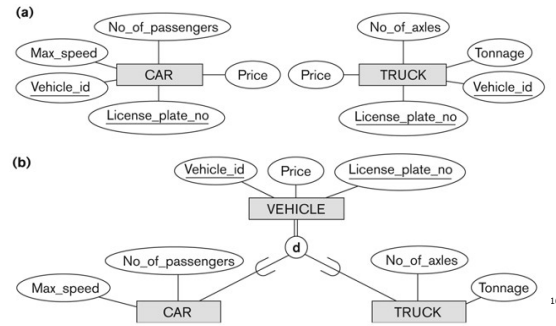 (a)
No_of_passengers
No_of_axles
Max_speed
Tonnage
CAR
Price
Price
TRUCK
Vehicle_id
Vehicle_id
License_plate_no
License_plate_no
(b)
Vehicle_id
Price
License_plate_no
VEHICLE
d
No_of_passengers
No_of_axles
Max_speed
Tonnage
CAR
TRUCK